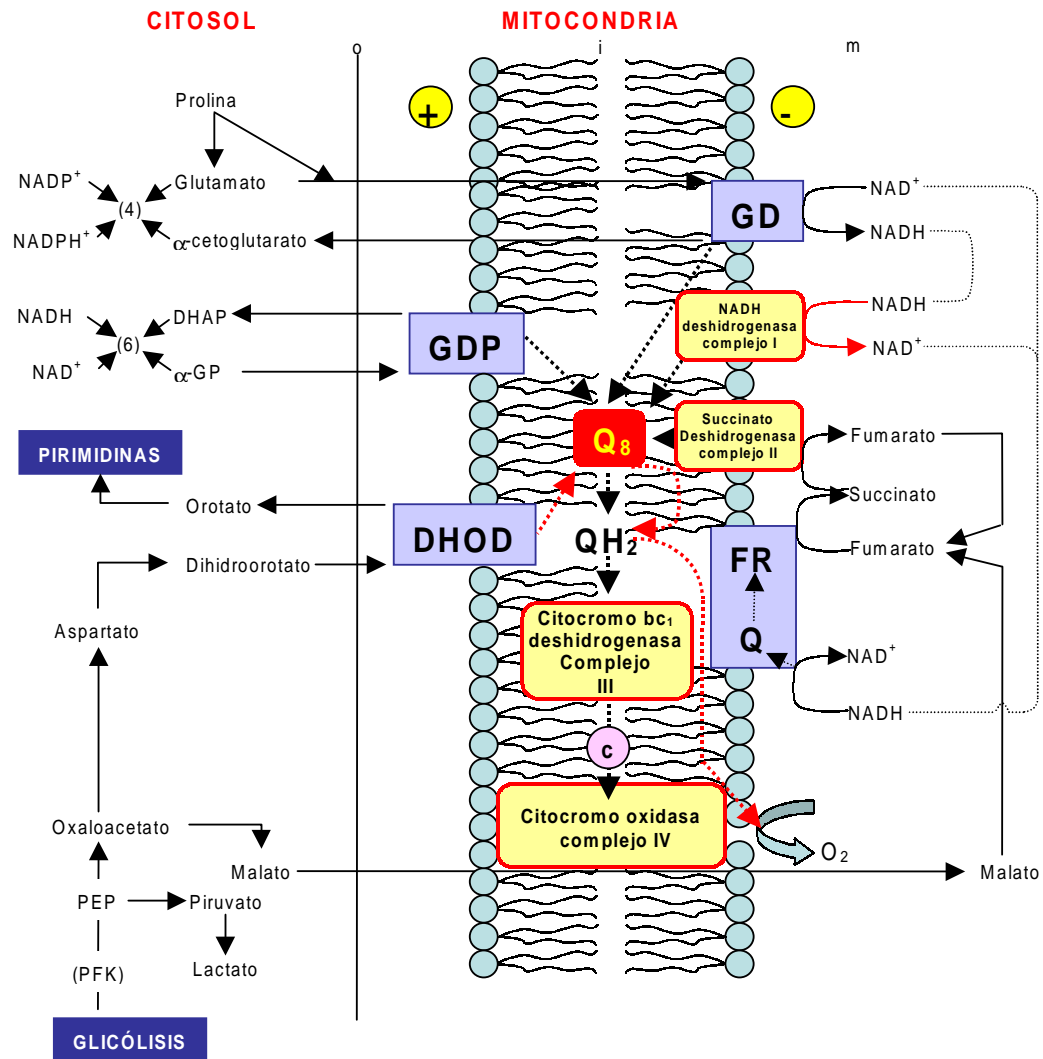 CITOSOL
MITOCONDRIA
o
i
m
+
-
Prolina
NADP+
Glutamato
(4)
NADPH+
α-cetoglutarato
GD
NAD+
NADH
NADH
DHAP
(6)
NAD+
α-GP
GDP
NADH
deshidrogenasa
complejo I
NADH
NAD+
Q8
Succinato
Deshidrogenasa
complejo II
Fumarato
Succinato
Fumarato
PIRIMIDINAS
Orotato
Dihidroorotato
DHOD
QH2
FR
Q
NAD+
NADH
Aspartato
Citocromo bc1
deshidrogenasa
Complejo
III
c
Citocromo oxidasa
complejo IV
O2
Oxaloacetato
Malato
Malato
PEP
Piruvato
(PFK)
Lactato
GLICÓLISIS